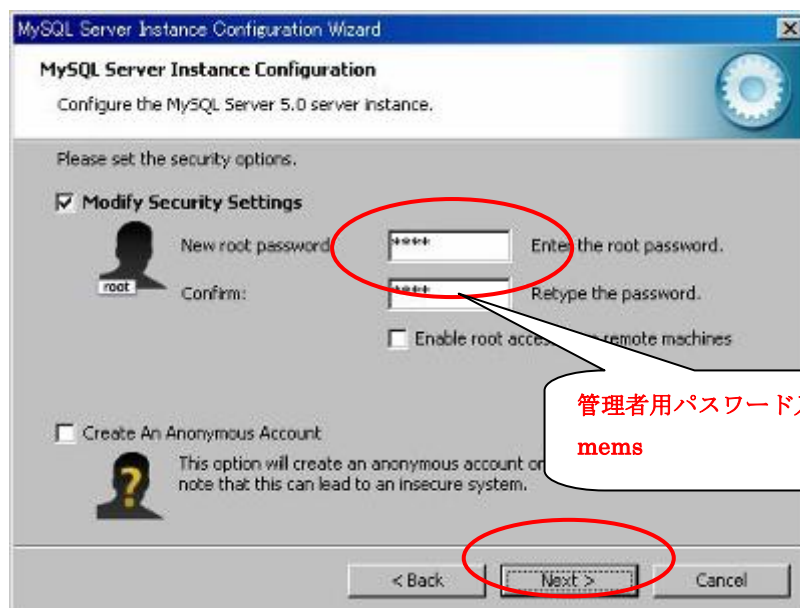 MySQL Server Instance Configuration Wizard
MySQL Server Instance Configuration
Configure the MySQL Server 5.0 server instance.
Please set the security options.
Modify Security Settings
New root password
****
Enter the root password.
root
Confirm:
****
Retype the password.
Enable root access remote machines
管理者用パスワード
mems
Create An Anonymous Account
This option will create an anonymous account on
note that this can lead to an insecure system.
< Back
Next >
Cancel